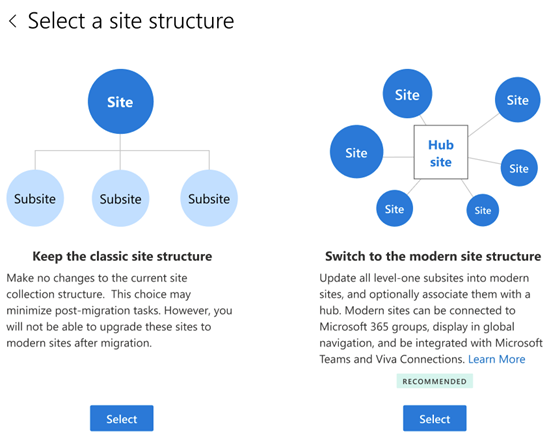 Select a site structure
Site
Subsite
Subsite
Subsite
Keep the classic site structure
Make no changes to the current site
collection structure.  This choice may
minimize post-migration tasks. However, you
will not be able to upgrade these sites to
modern sites after migration.
Select
Site
Site
Site
Hub
site
Site
Site
Site
Switch to the modern site structure
Update all level-one subsites into modern
sites, and optionally associate them with a
hub. Modern sites can be connected to
Microsoft 365 groups, display in global
navigation, and be integrated with Microsoft
Teams and Viva Connections. Learn More
RECOMMENDED
Select